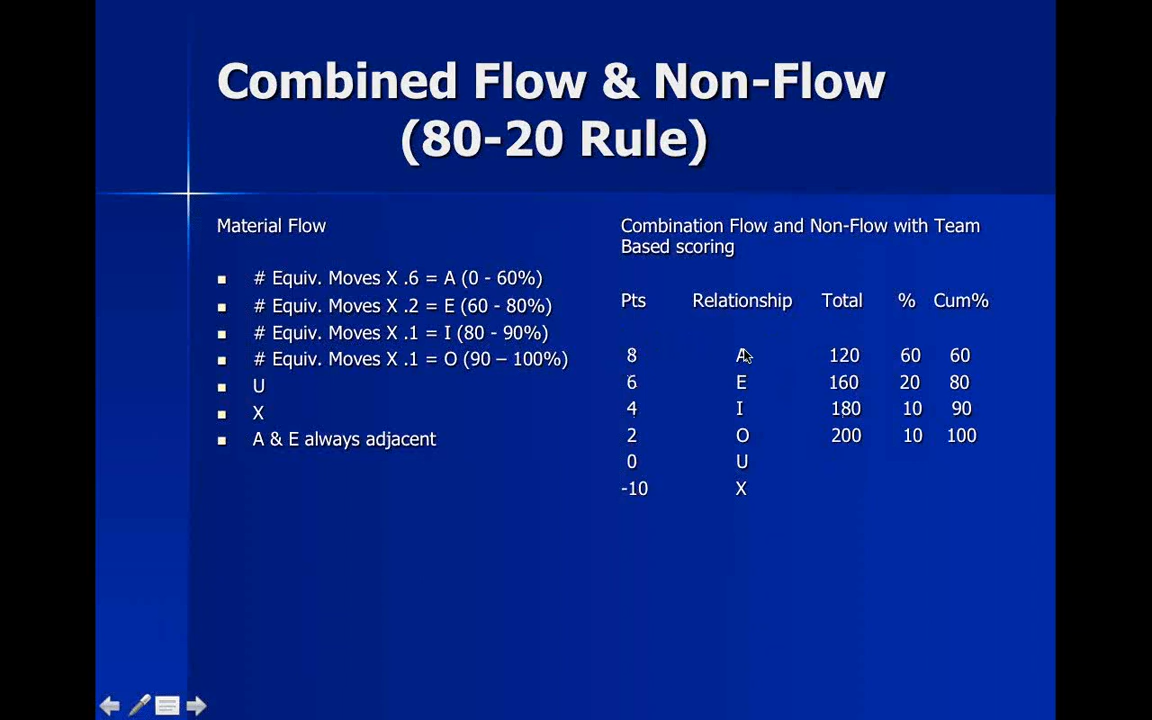 Combined Flow & Non-Flow
(80-20 Rule)
Material Flow
# Equiv. Moves X .6 = A (0 - 60%)
# Equiv. Moves X .2 = E (60 - 80%)
# Equiv. Moves X .1 = I (80 - 90%)
# Equiv. Moves X .1 = O (90 – 100%)
U
X
A & E always adjacent
Combination Flow and Non-Flow with Team
Based scoring
Pts Relationship Total % Cum%
8 A 120 60 60
6 E 160 20 80
4 I 180 10 90
2 O 200 10 100
0 U
-10 X